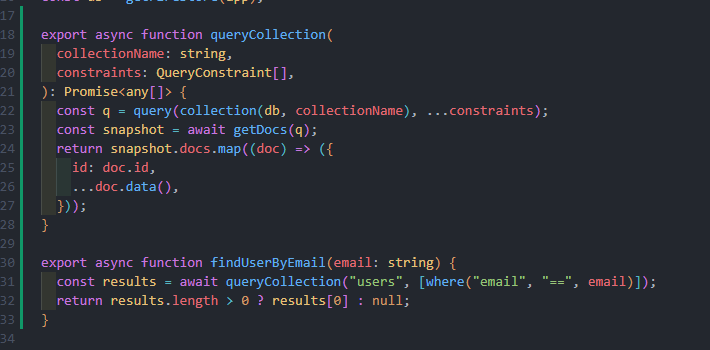 17
18 export async function queryCollection(
19   collectionName: string,
20   constraints: QueryConstraint[],
21 ): Promise<any[]> {
22   const q = query(collection(db, collectionName), ...constraints);
23   const snapshot = await getDocs(q);
24   return snapshot.docs.map((doc) => ({
25     id: doc.id,
26     ...doc.data(),
27   }));
28 }
29
30 export async function findUserByEmail(email: string) {
31   const results = await queryCollection("users", [where("email", "==", email)]);
32   return results.length > 0 ? results[0] : null;
33 }
34